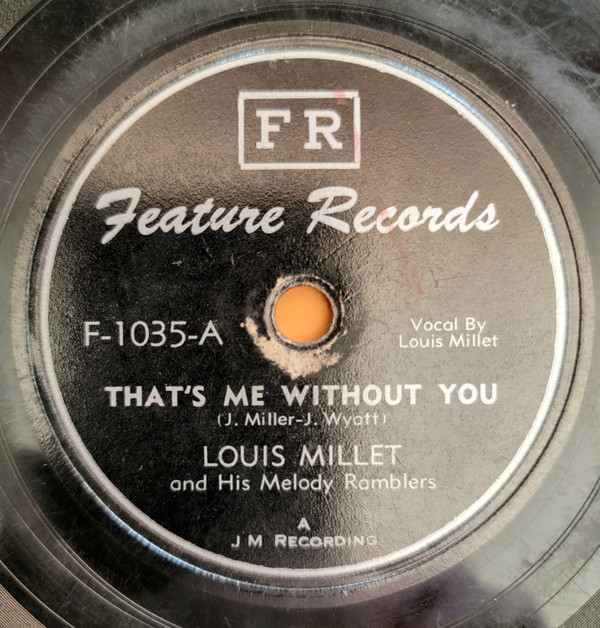 FR
Feature Records
F-1035-A
Vocal By
Louis Millet
THAT'S ME WITHOUT YOU
(J. Miller-J. Wyatt)
LOUIS MILLET
and His Melody Ramblers
A
J M RECORDING